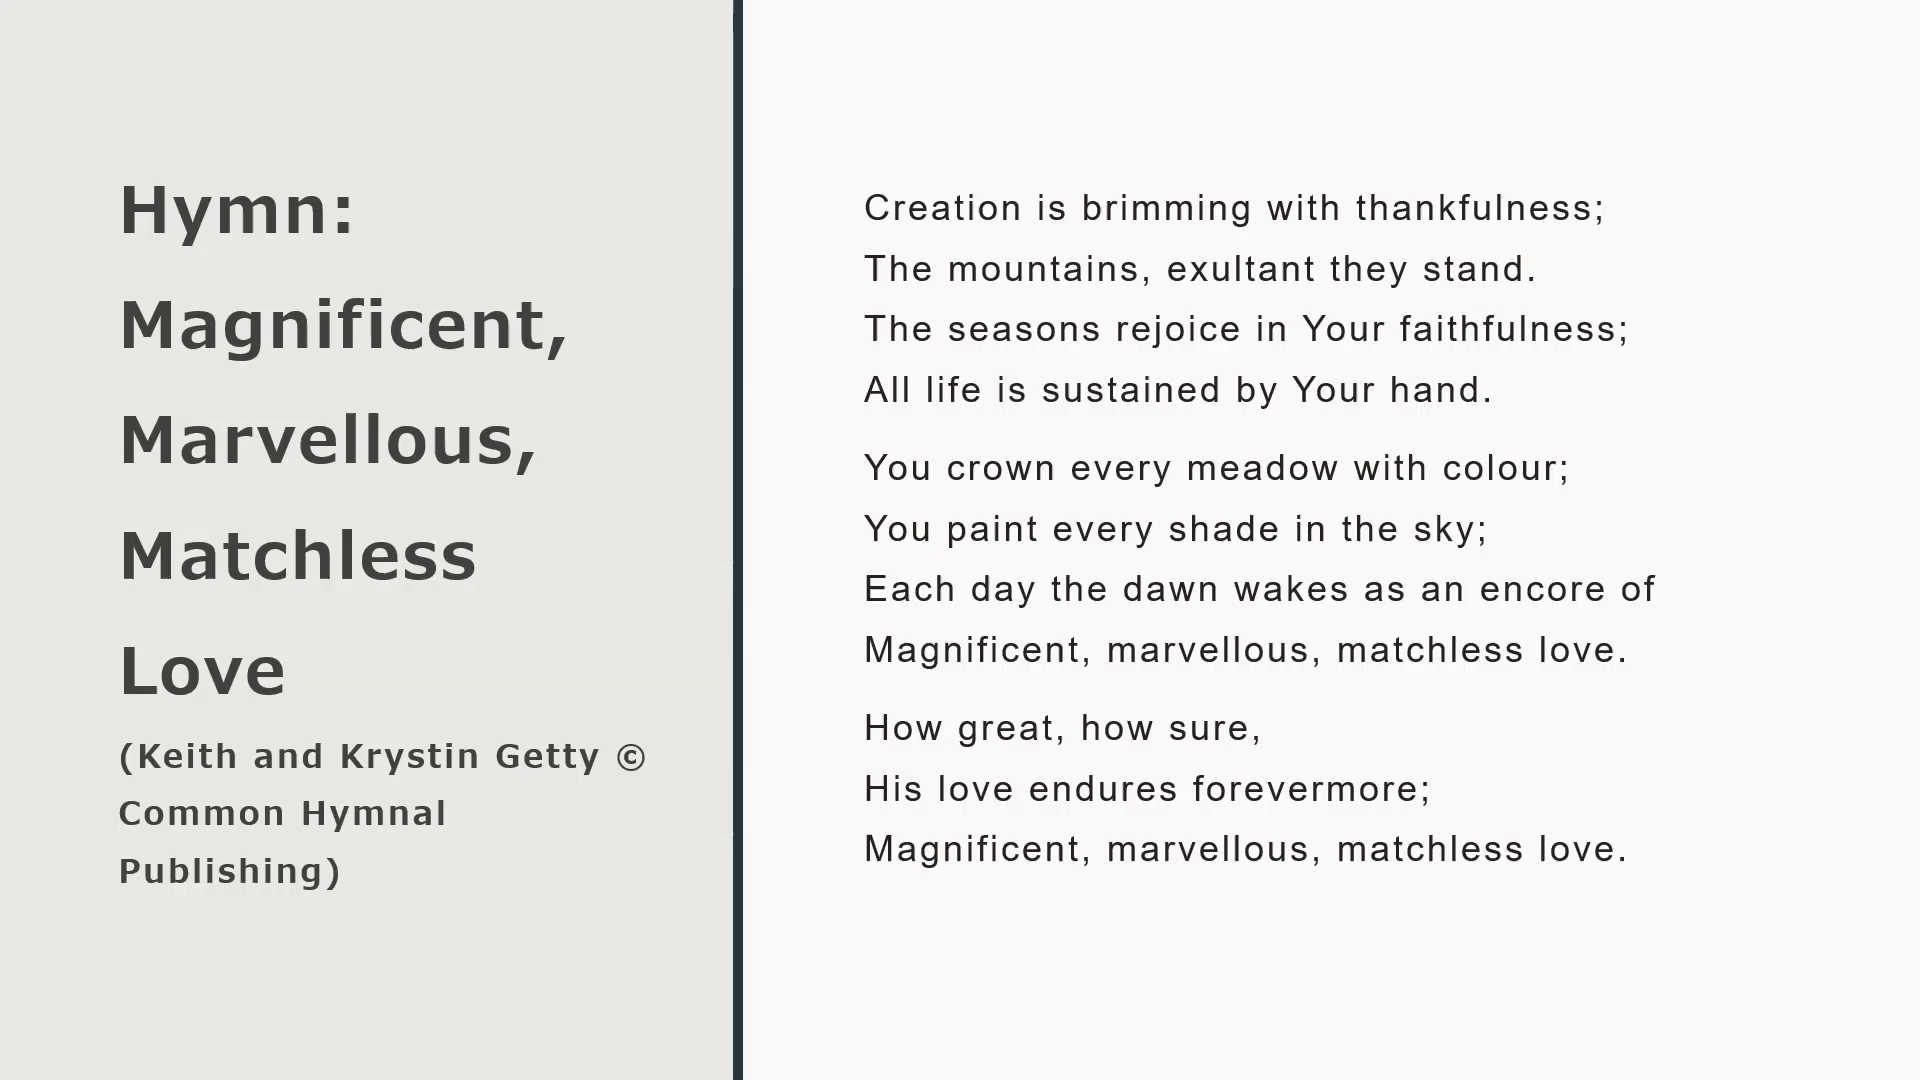 Hymn:
Magnificent,
Marvellous,
Matchless
Love
(Keith and Krystin Getty ©
Common Hymnal
Publishing)
Creation is brimming with thankfulness;
The mountains, exultant they stand.
The seasons rejoice in Your faithfulness;
All life is sustained by Your hand.
You crown every meadow with colour;
You paint every shade in the sky;
Each day the dawn wakes as an encore of
Magnificent, marvellous, matchless love.
How great, how sure,
His love endures forevermore;
Magnificent, marvellous, matchless love.